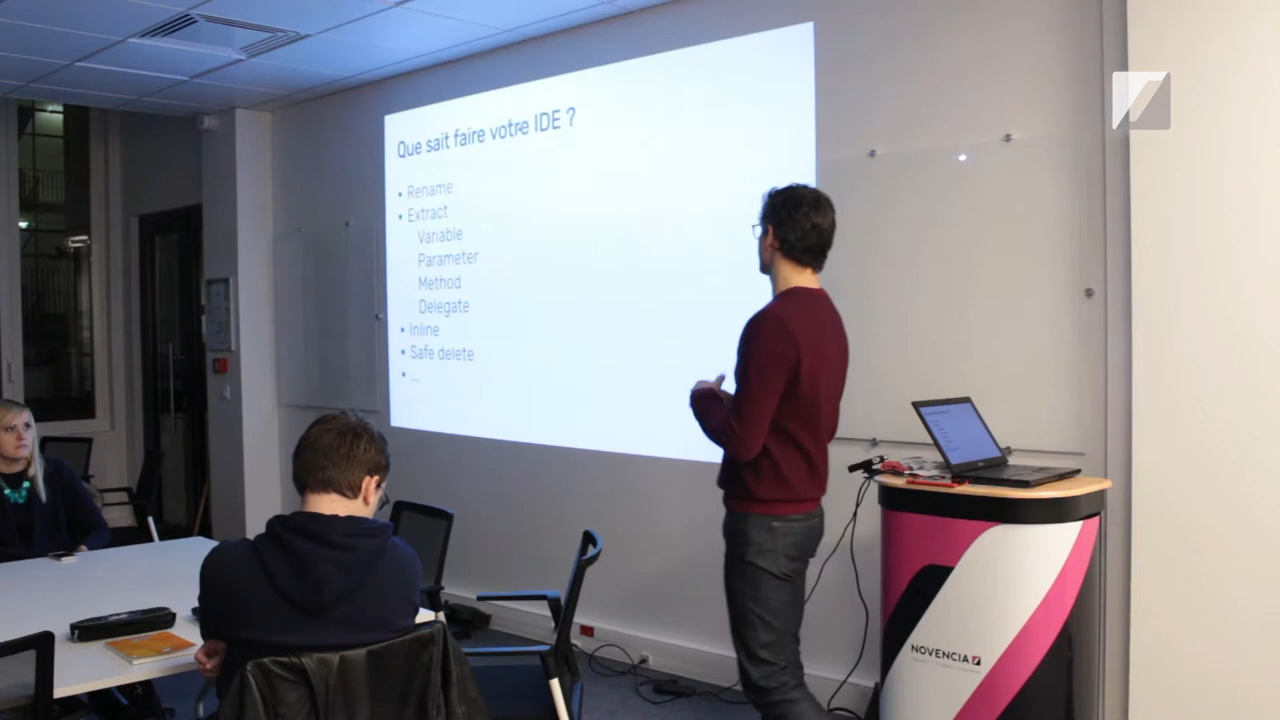 Que sait faire votre IDE ?
• Rename
• Extract
Variable
Parameter
Method
Delegate
• Inline
• Safe delete
• ...
NOVENCIA